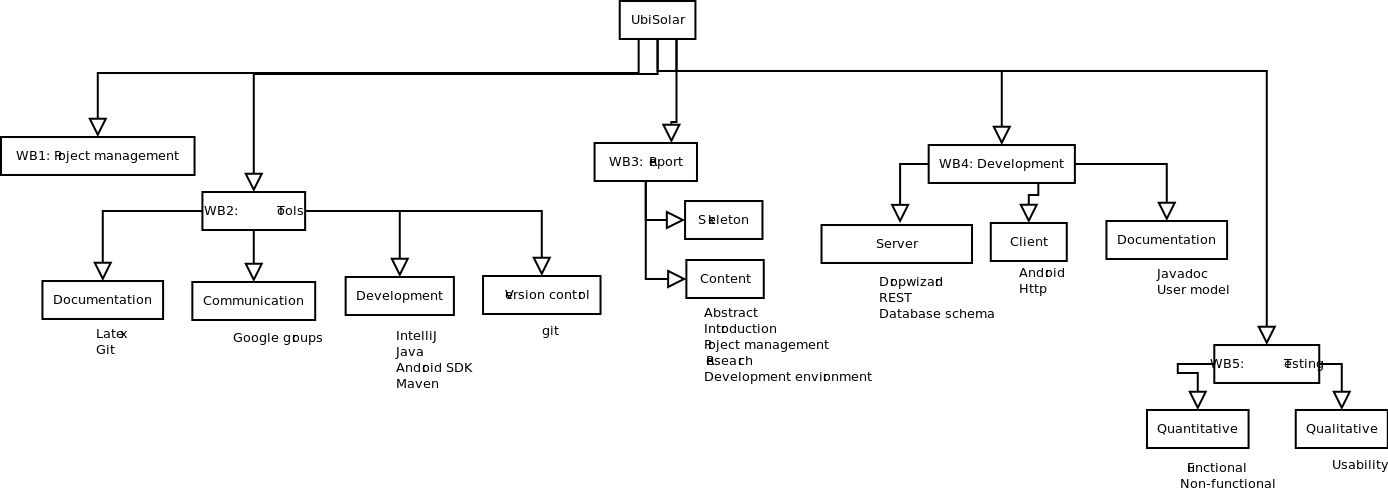 UbiSolar
WB1: Project management
WB2: Tools
Documentation
Latex
Git
Communication
Google groups
Development
IntelliJ
Java
Android SDK
Maven
Version control
git
WB3: Report
Skeleton
Content
Abstract
Introduction
Project management
Research
Development environment
WB4: Development
Server
Dropwizard
REST
Database schema
Client
Android
Http
Documentation
Javadoc
User model
WB5: Testing
Quantitative
Functional
Non-functional
Qualitative
Usability